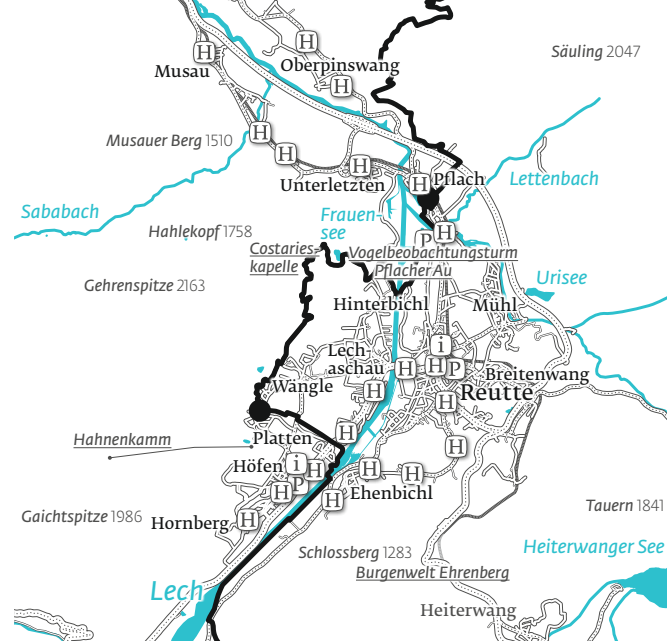 H
H
Säuling 2047
Oberpinswang
Musau
H
H
Musauer Berg 1510
H
H
Unterletzten
H
Pflach
Lettenbach
Sababach
Frauen-
see
Hahlekopf 1758
P
H
Costaries-
kapelle
Vogelbeobachtungsturm
Pflacher Au
Gehrenspitze 2163
Urisee
Hinterbichl
Mühl
i
Lech-
aschau
H
H
P
Breitenwang
Wängle
H
H
Reutte
Platten
H
H
Hahnenkamm
Höfen
i
H
H
H
P
H
H
Ehenbichl
Gaichtspitze 1986
Hornberg
H
Tauern 1841
Schlossberg 1283
Heiterwanger See
Burgenwelt Ehrenberg
Lech
Heiterwang